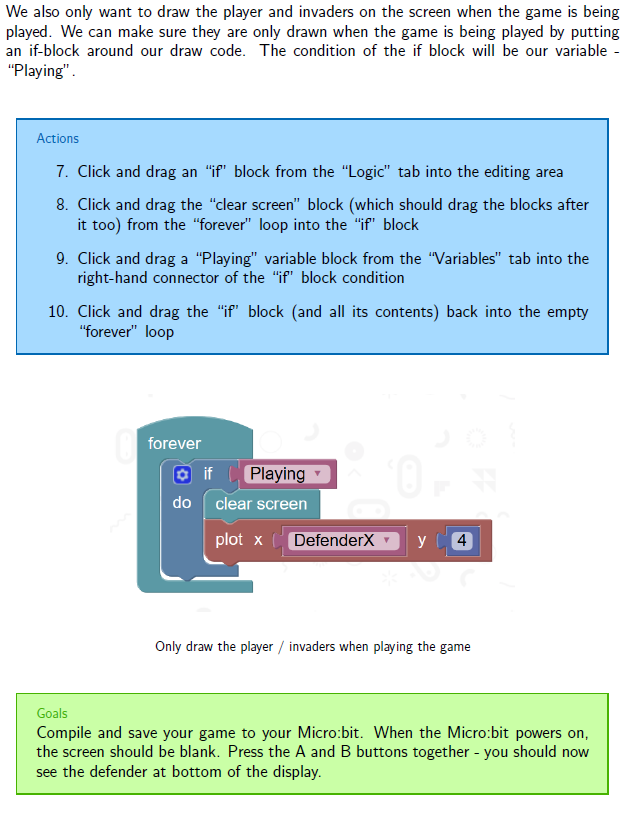 We also only want to draw the player and invaders on the screen when the game is being
played. We can make sure they are only drawn when the game is being played by putting
an if-block around our draw code. The condition of the if block will be our variable -
“Playing”.
Actions
7. Click and drag an “if” block from the “Logic” tab into the editing area
8. Click and drag the “clear screen” block (which should drag the blocks after
it too) from the “forever” loop into the “if” block
9. Click and drag a “Playing” variable block from the “Variables” tab into the
right-hand connector of the “if” block condition
10. Click and drag the “if” block (and all its contents) back into the empty
“forever” loop
forever
if Playing
do clear screen
plot x DefenderX y 4
Only draw the player / invaders when playing the game
Goals
Compile and save your game to your Micro:bit. When the Micro:bit powers on,
the screen should be blank. Press the A and B buttons together - you should now
see the defender at bottom of the display.